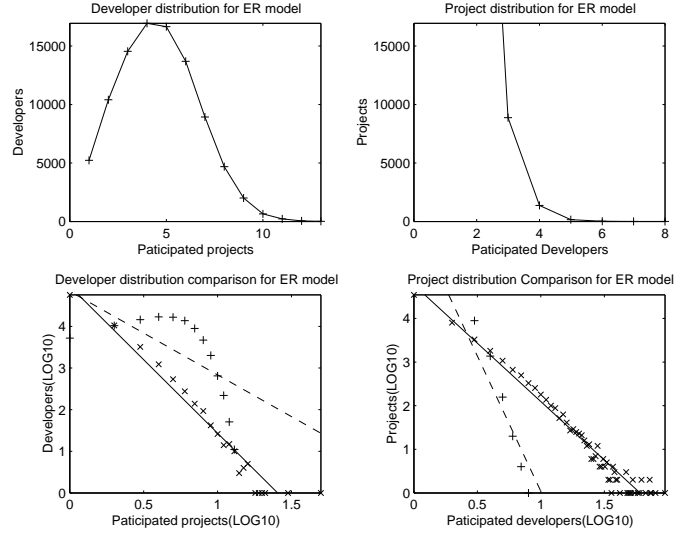 Developer distribution for ER model
15000
10000
5000
0
0
5
10
Developers
Paticipated projects
Project distribution for ER model
15000
10000
5000
0
0
2
4
6
8
Projects
Paticipated Developers
Developer distribution comparison for ER model
4
3
2
1
0
0
0.5
1
1.5
Developers(LOG10)
Paticipated projects(LOG10)
Project distribution Comparison for ER model
4
3
2
1
0
0
0.5
1.0
1.5
Projects(LOG10)
Paticipated developers(LOG10)